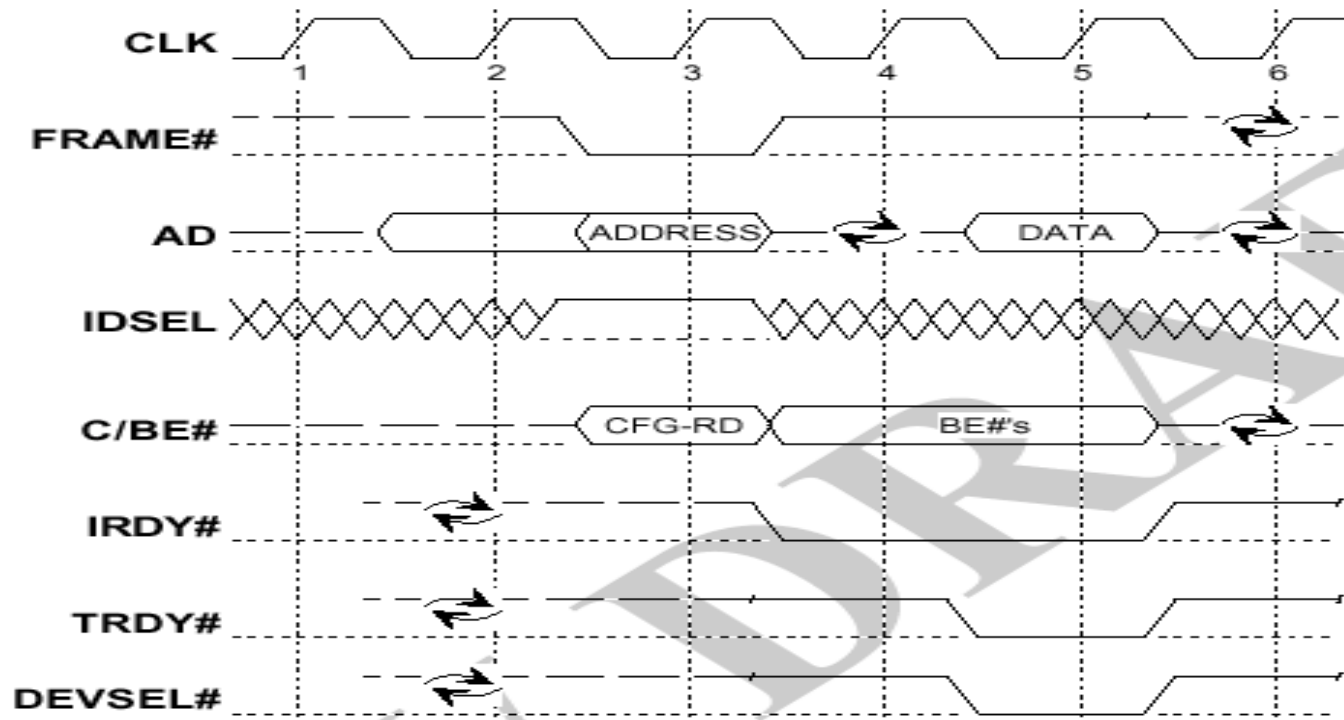 CLK
1 2 3 4 5 6
FRAME#
AD ADDRESS DATA
IDSEL
C/BE# CFG-RD BE#'s
IRDY#
TRDY#
DEVSEL#